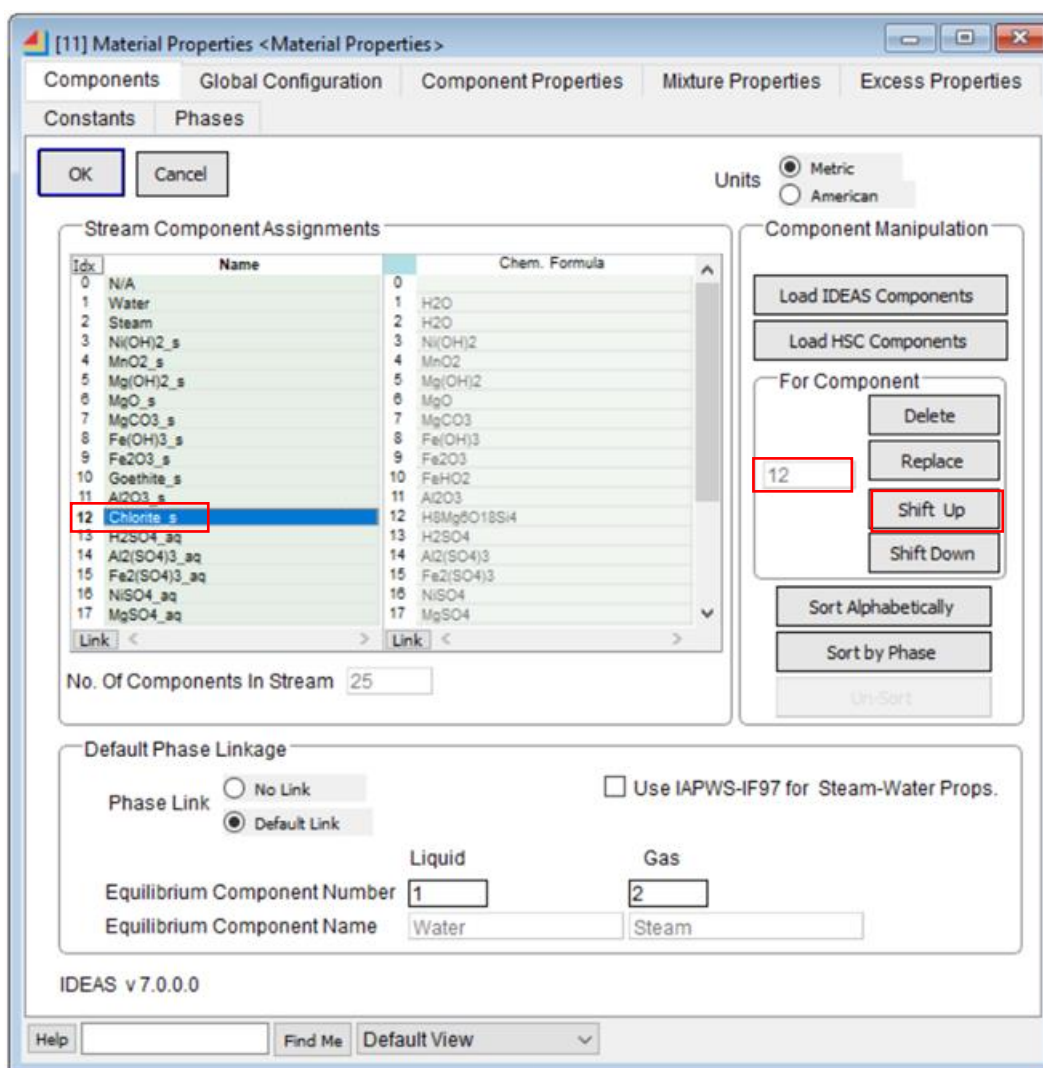 [11] Material Properties <Material Properties>
Components Global Configuration Component Properties Mixture Properties Excess Properties
Constants Phases
OK Cancel
Units
Metric
American
Stream Component Assignments
Idx Name Chem. Formula
0 N/A 0
1 Water 1 H2O
2 Steam 2 H2O
3 Ni(OH)2_s 3 Ni(OH)2
4 MnO2_s 4 MnO2
5 Mg(OH)2_s 5 Mg(OH)2
6 MgO_s 6 MgO
7 MgCO3_s 7 MgCO3
8 Fe(OH)3_s 8 Fe(OH)3
9 Fe2O3_s 9 Fe2O3
10 Goethite_s 10 FeHO2
11 Al2O3_s 11 Al2O3
12 Chlorite_s 12 H8Mg6O18Si4
13 H2SO4_aq 13 H2SO4
14 Al2(SO4)3_aq 14 Al2(SO4)3
15 Fe2(SO4)3_aq 15 Fe2(SO4)3
16 NiSO4_aq 16 NiSO4
17 MgSO4_aq 17 MgSO4
Link Link
No. Of Components In Stream 25
Component Manipulation
Load IDEAS Components
Load HSC Components
For Component
12
Delete
Replace
Shift Up
Shift Down
Sort Alphabetically
Sort by Phase
Un-Sort
Default Phase Linkage
Phase Link
No Link
Default Link
Use IAPWS-IF97 for Steam-Water Props.
Liquid Gas
Equilibrium Component Number 1 2
Equilibrium Component Name Water Steam
IDEAS v 7.0.0.0
Help Find Me Default View